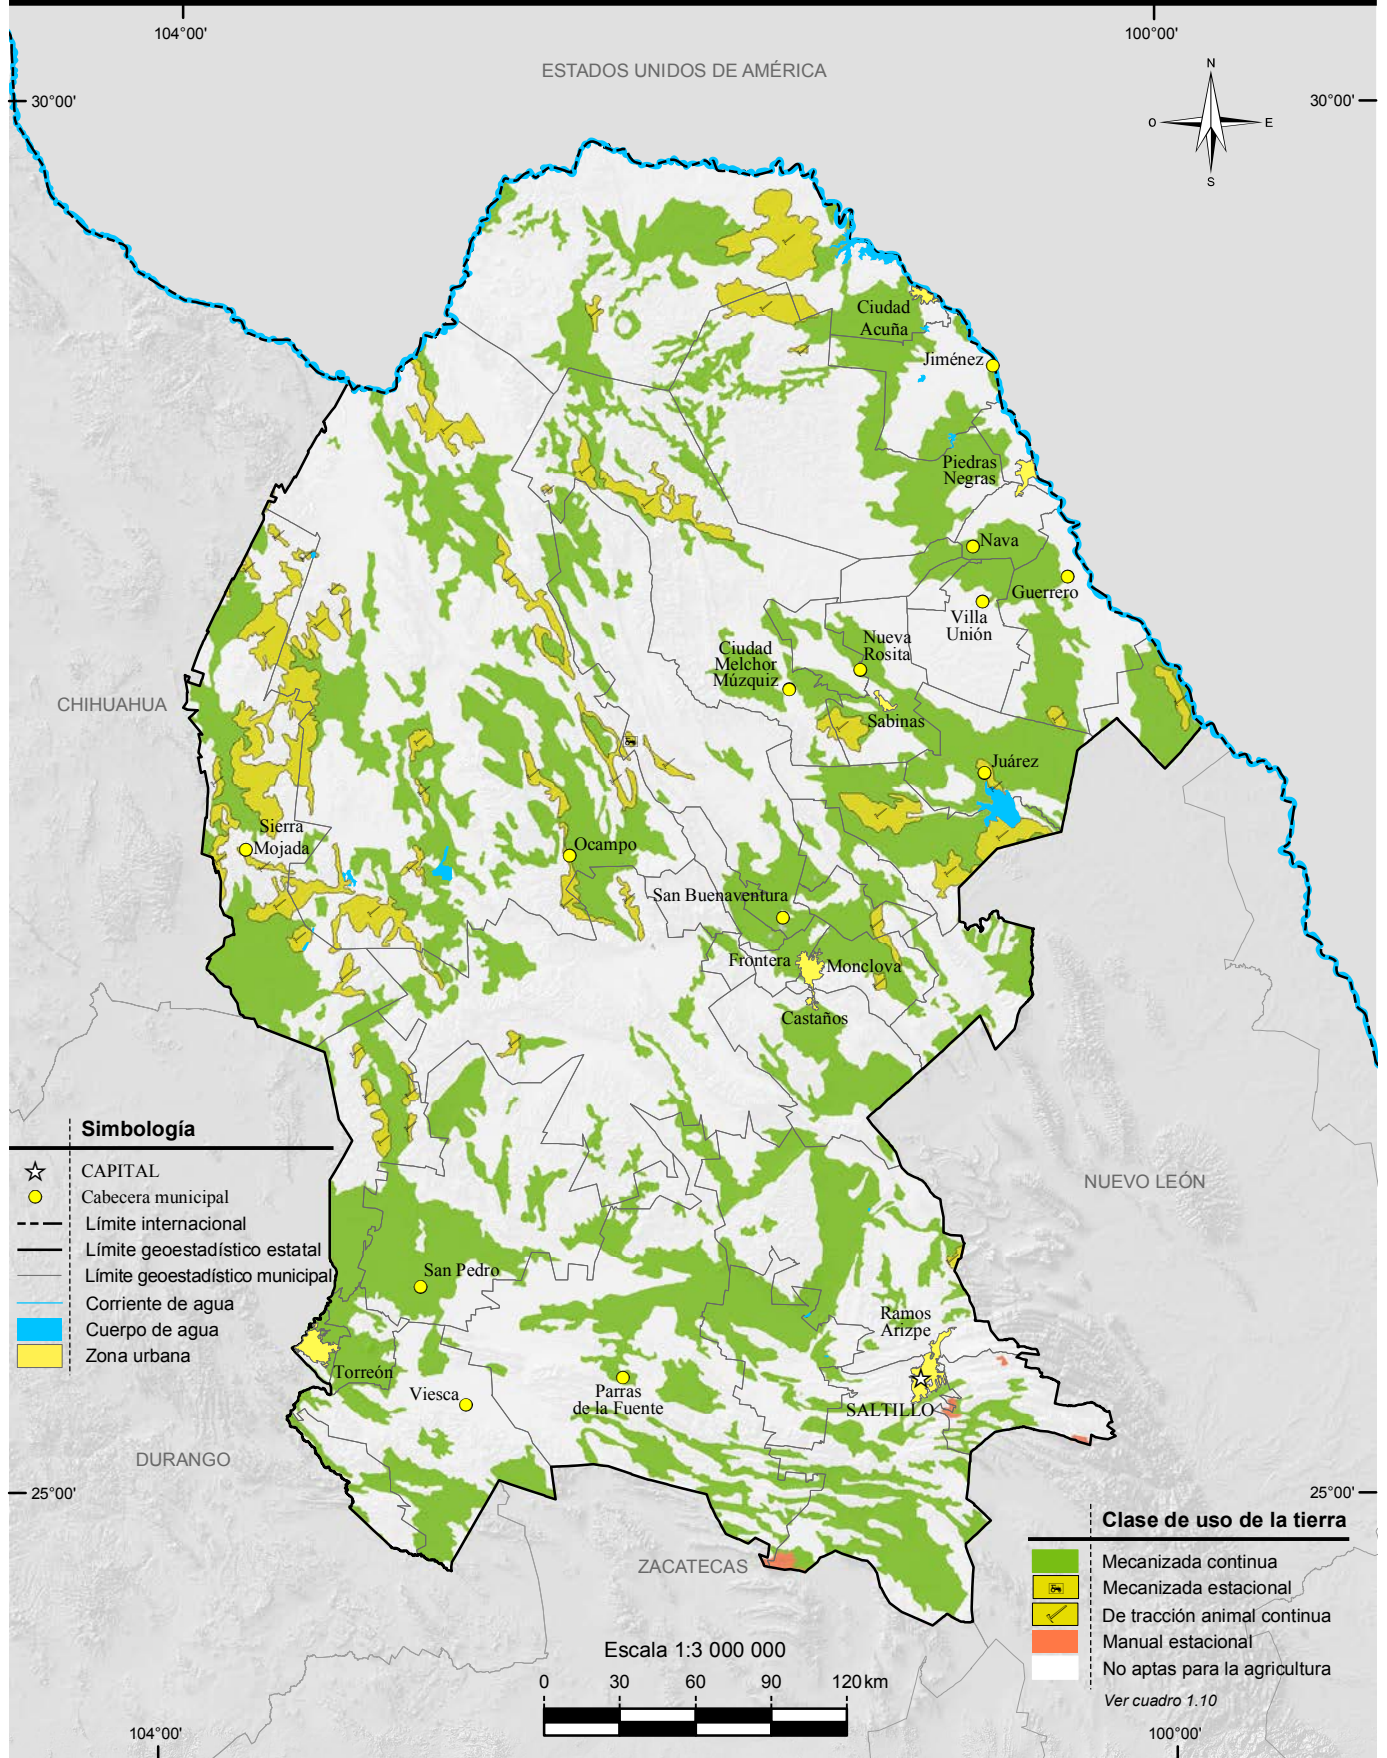 104°00'
100°00'
ESTADOS UNIDOS DE AMÉRICA
N
O
E
S
30°00'
30°00'
Ciudad
Acuña
Jiménez
Piedras
Negras
Nava
Guerrero
Villa
Unión
Nueva
Rosita
Ciudad
Melchor
Múzquiz
Sabinas
CHIHUAHUA
Juárez
Sierra
Mojada
Ocampo
San Buenaventura
Frontera
Monclova
Castaños
NUEVO LEÓN
Simbología
CAPITAL
Cabecera municipal
Límite internacional
Límite geoestadístico estatal
Límite geoestadístico municipal
Corriente de agua
Cuerpo de agua
Zona urbana
San Pedro
Ramos
Arizpe
Torreón
Viesca
Parras
de la Fuente
SALTILLO
DURANGO
25°00'
25°00'
ZACATECAS
Clase de uso de la tierra
Mecanizada continua
Mecanizada estacional
De tracción animal continua
Manual estacional
No aptas para la agricultura
Ver cuadro 1.10
Escala 1:3 000 000
0 30 60 90 120 km
104°00'
100°00'